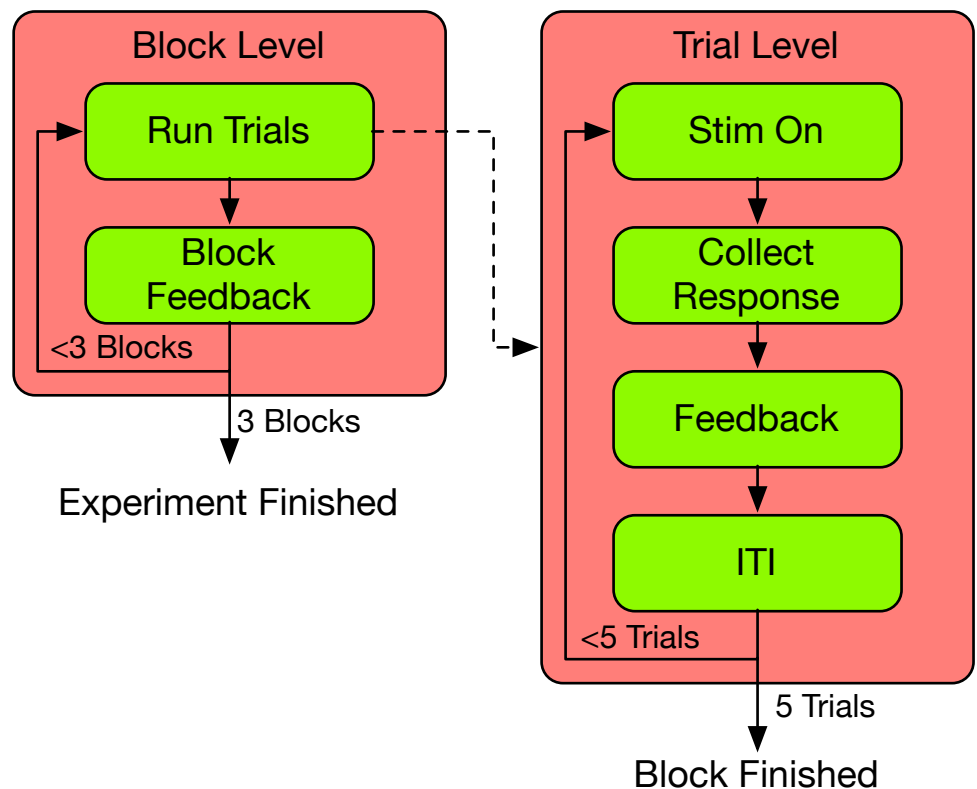 Block Level
Run Trials
Block
Feedback
<3 Blocks
3 Blocks
Experiment Finished
Trial Level
Stim On
Collect
Response
Feedback
ITI
<5 Trials
5 Trials
Block Finished